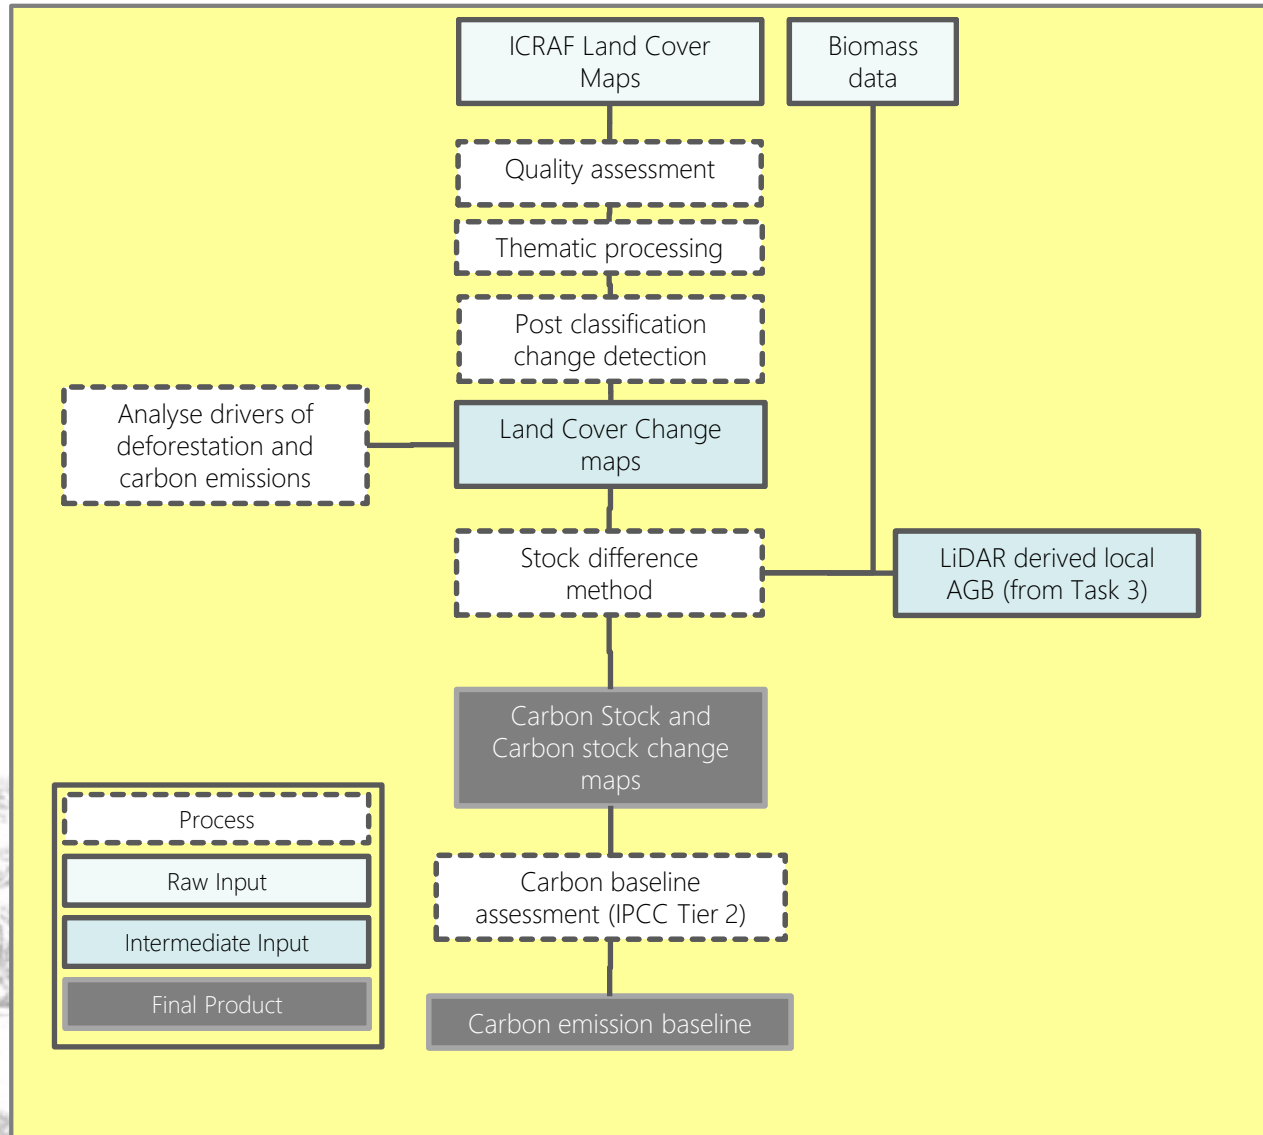 ICRAF Land Cover
Maps
Biomass
data
Quality assessment
Thematic processing
Post classification
change detection
Analyse drivers of
deforestation and
carbon emissions
Land Cover Change
maps
Stock difference
method
LiDAR derived local
AGB (from Task 3)
Carbon Stock and
Carbon stock change
maps
Process
Raw Input
Intermediate Input
Final Product
Carbon baseline
assessment (IPCC Tier 2)
Carbon emission baseline